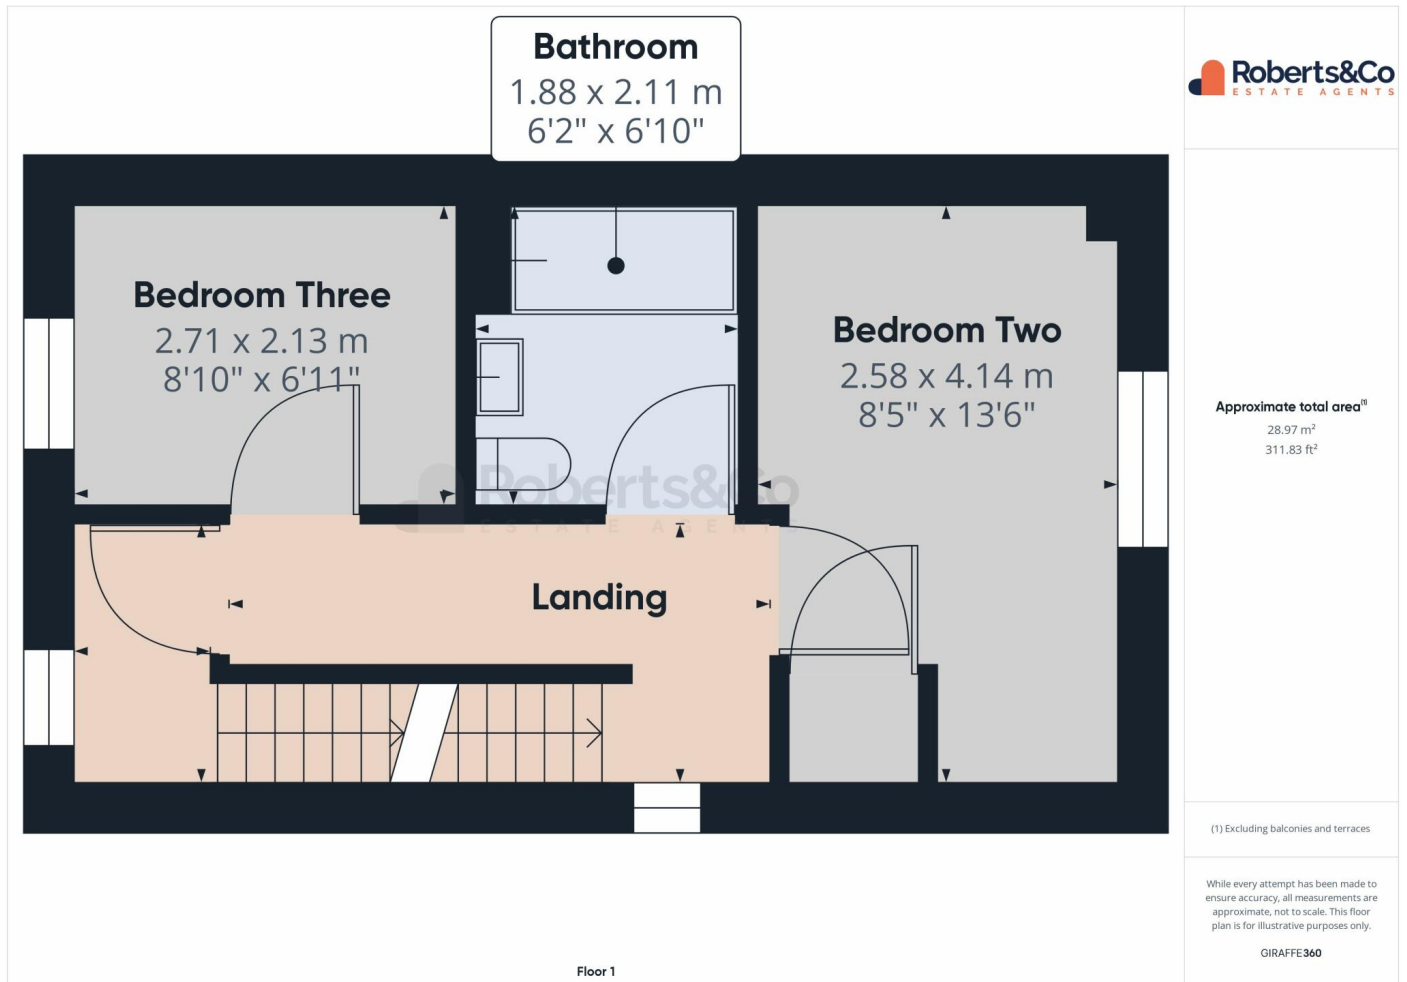 Bathroom
1.88 x 2.11 m
6'2" x 6'10"
Roberts&Co
ESTATE AGENTS
Bedroom Three
2.71 x 2.13 m
8'10" x 6'11"
Bedroom Two
2.58 x 4.14 m
8'5" x 13'6"
Approximate total area(1)
28.97 m²
311.83 ft²
Roberts&Co
ESTATE AGENTS
Landing
(1) Excluding balconies and terraces
While every attempt has been made to
ensure accuracy, all measurements are
approximate, not to scale. This floor
plan is for illustrative purposes only.
GIRAFFE360
Floor 1